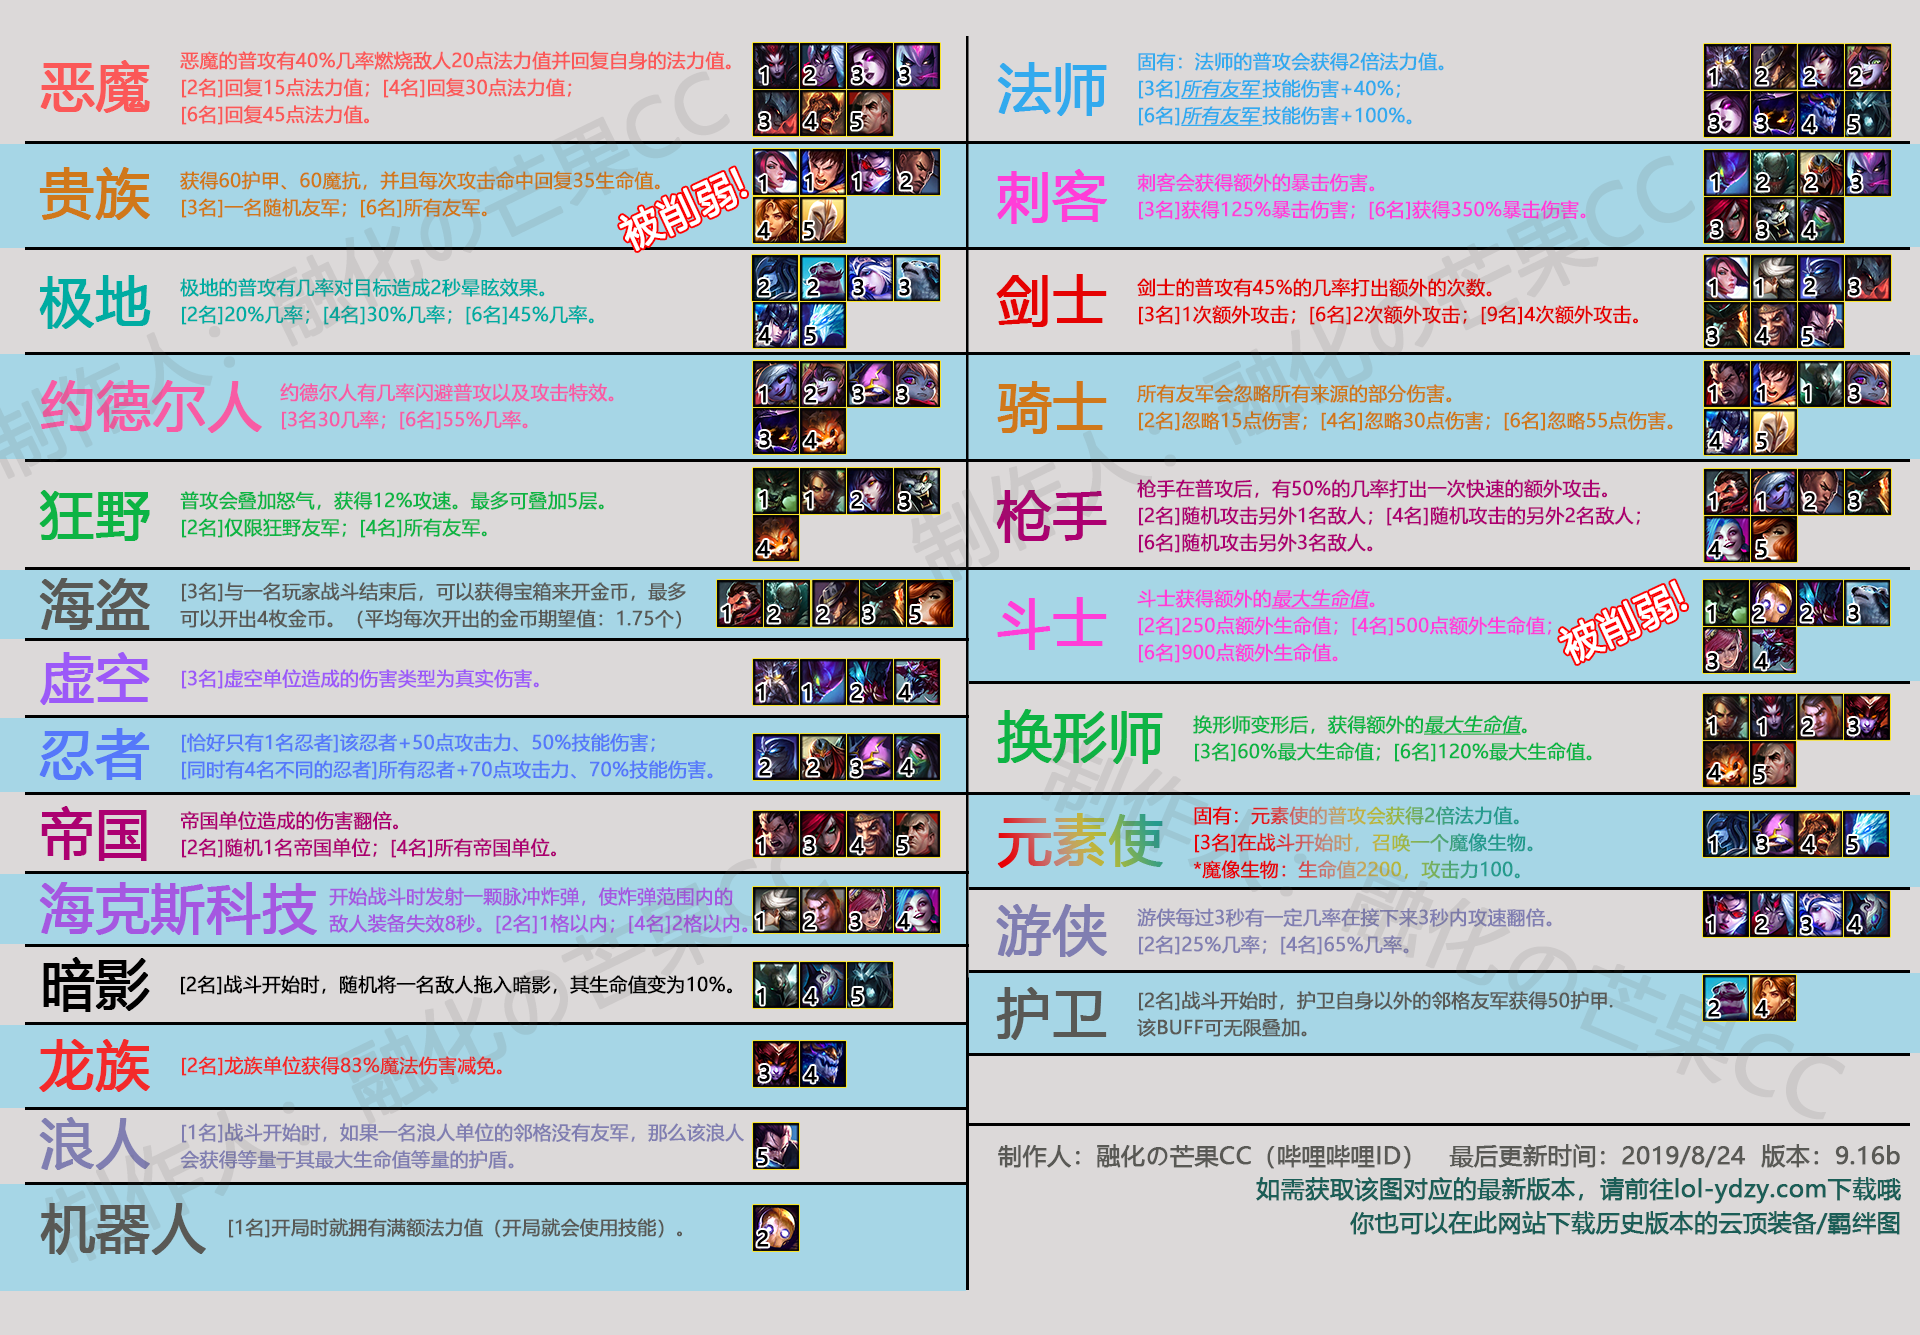 恶魔
恶魔的普攻有40%几率燃烧敌人20点法力值并回复自身的法力值。
[2名]回复15点法力值；[4名]回复30点法力值；
[6名]回复45点法力值。
1 2 3 3
3 4 5
贵族
获得60护甲、60魔抗，并且每次攻击命中回复35生命值。
[3名]一名随机友军；[6名]所有友军。
被削弱!
1 1 1 2
4 5
极地
极地的普攻有几率对目标造成2秒晕眩效果。
[2名]20%几率；[4名]30%几率；[6名]45%几率。
2 2 3 3
4 5
约德尔人
约德尔人有几率闪避普攻以及攻击特效。
[3名30几率；[6名]55%几率。
1 2 3 3
3 4
狂野
普攻会叠加怒气，获得12%攻速。最多可叠加5层。
[2名]仅限狂野友军；[4名]所有友军。
1 1 2 3
4
海盗
[3名]与一名玩家战斗结束后，可以获得宝箱来开金币，最多
可以开出4枚金币。（平均每次开出的金币期望值：1.75个）
1 2 2 3 5
虚空
[3名]虚空单位造成的伤害类型为真实伤害。
1 1 2 4
忍者
[恰好只有1名忍者]该忍者+50点攻击力、50%技能伤害；
[同时有4名不同的忍者]所有忍者+70点攻击力、70%技能伤害。
2 2 3 4
帝国
帝国单位造成的伤害翻倍。
[2名]随机1名帝国单位；[4名]所有帝国单位。
1 3 4 5
海克斯科技
开始战斗时发射一颗脉冲炸弹，使炸弹范围内的
敌人装备失效8秒。[2名]1格以内；[4名]2格以内。
1 2 3 4
暗影
[2名]战斗开始时，随机将一名敌人拖入暗影，其生命值变为10%。
1 4 5
龙族
[2名]龙族单位获得83%魔法伤害减免。
3 4
浪人
[1名]战斗开始时，如果一名浪人单位的邻格没有友军，那么该浪人
会获得等量于其最大生命值等量的护盾。
5
机器人
[1名]开局时就拥有满额法力值（开局就会使用技能）。
2
法师
固有：法师的普攻会获得2倍法力值。
[3名]所有友军技能伤害+40%；
[6名]所有友军技能伤害+100%。
1 2 2 2
3 3 4 5
刺客
刺客会获得额外的暴击伤害。
[3名]获得125%暴击伤害；[6名]获得350%暴击伤害。
1 2 2 3
3 3 4
剑士
剑士的普攻有45%的几率打出额外的次数。
[3名]1次额外攻击；[6名]2次额外攻击；[9名]4次额外攻击。
1 1 2 3
3 4 5
骑士
所有友军会忽略所有来源的部分伤害。
[2名]忽略15点伤害；[4名]忽略30点伤害；[6名]忽略55点伤害。
1 1 1 3
4 5
枪手
枪手在普攻后，有50%的几率打出一次快速的额外攻击。
[2名]随机攻击另外1名敌人；[4名]随机攻击的另外2名敌人；
[6名]随机攻击另外3名敌人。
1 1 2 3
4 5
斗士
斗士获得额外的最大生命值。
[2名]250点额外生命值；[4名]500点额外生命值；
[6名]900点额外生命值。
被削弱!
1 2 2 3
3 4
换形师
换形师变形后，获得额外的最大生命值。
[3名]60%最大生命值；[6名]120%最大生命值。
1 1 2 3
4 5
元素使
固有：元素使的普攻会获得2倍法力值。
[3名]在战斗开始时，召唤一个魔像生物。
*魔像生物：生命值2200，攻击力100。
1 3 4 5
游侠
游侠每过3秒有一定几率在接下来3秒内攻速翻倍。
[2名]25%几率；[4名]65%几率。
1 2 3 4
护卫
[2名]战斗开始时，护卫自身以外的邻格友军获得50护甲.
该BUFF可无限叠加。
2 4
制作人：融化の芒果CC（哔哩哔哩ID） 最后更新时间：2019/8/24 版本：9.16b
如需获取该图对应的最新版本，请前往lol-ydzy.com下载哦
你也可以在此网站下载历史版本的云顶装备/羁绊图
制作人：融化の芒果CC
制作人：融化の芒果CC
制作人：融化の芒果CC
制作人：融化の芒果CC